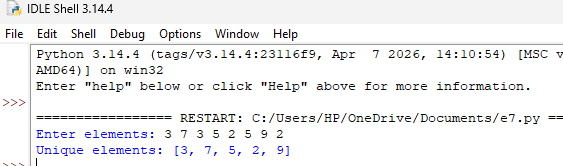 IDLE Shell 3.14.4
File Edit Shell Debug Options Window Help
Python 3.14.4 (tags/v3.14.4:23116f9, Apr 7 2026, 14:10:54) [MSC v
AMD64)] on win32
Enter "help" below or click "Help" above for more information.
>>>
================= RESTART: C:/Users/HP/OneDrive/Documents/e7.py ==
Enter elements: 3 7 3 5 2 5 9 2
Unique elements: [3, 7, 5, 2, 9]
>>>